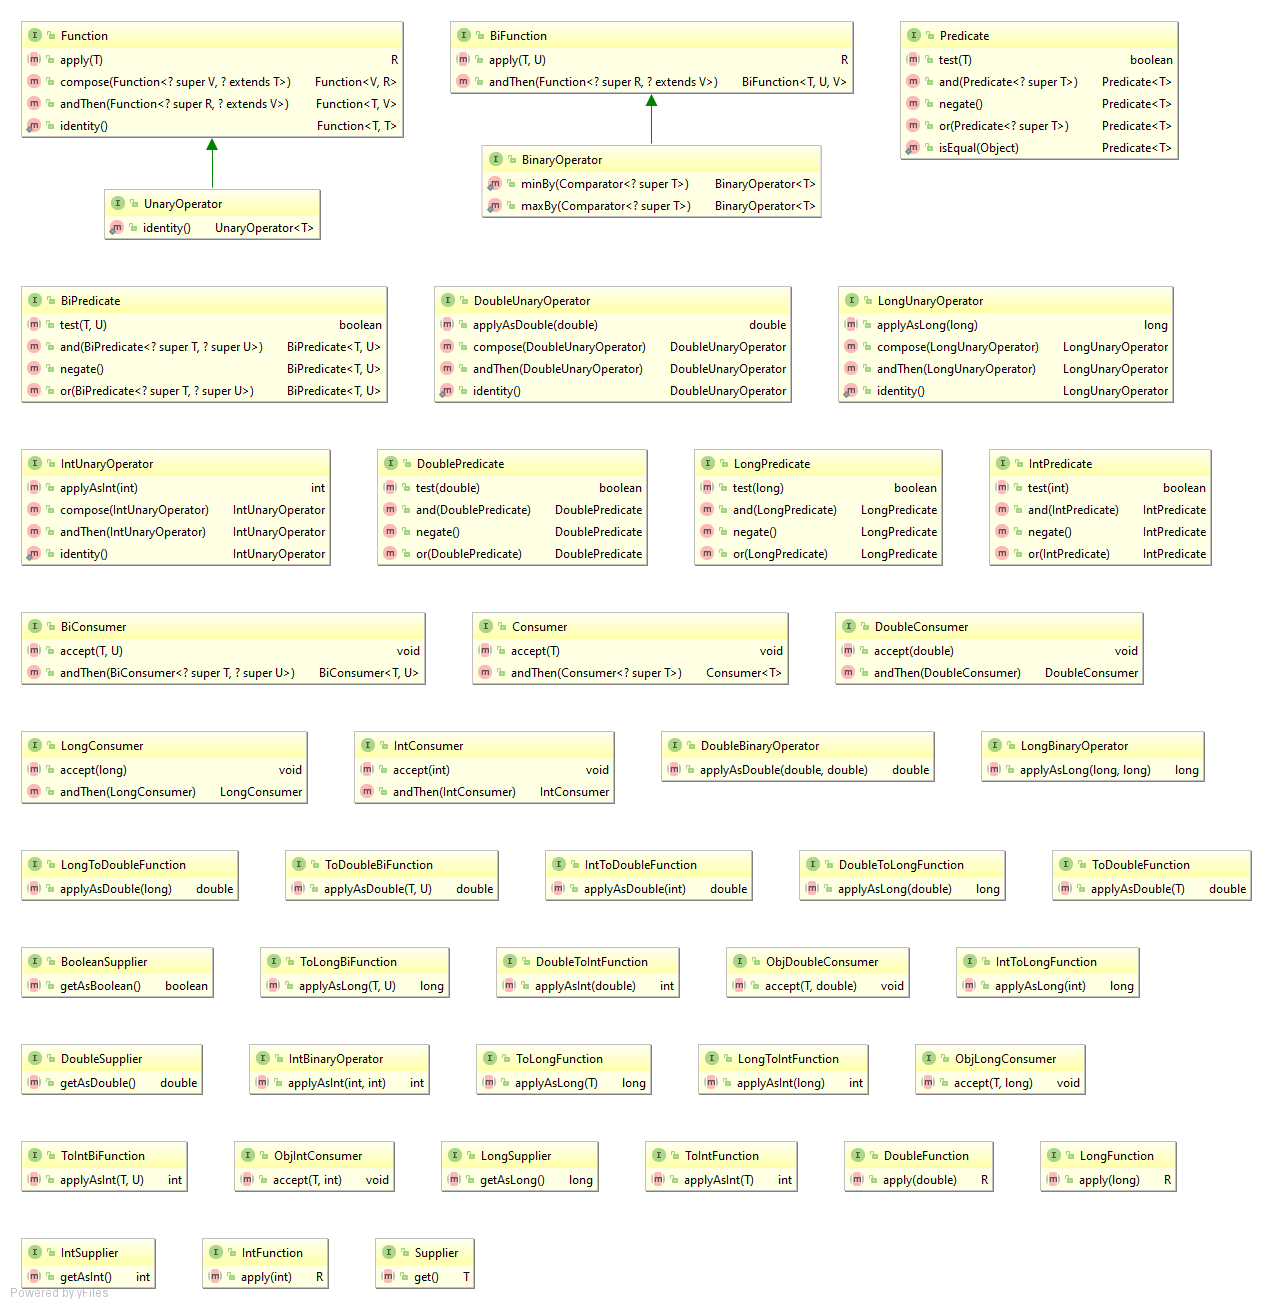 Function
apply(T) R
compose(Function<? super V, ? extends T>) Function<V, R>
andThen(Function<? super R, ? extends V>) Function<T, V>
identity() Function<T, T>
BiFunction
apply(T, U) R
andThen(Function<? super R, ? extends V>) BiFunction<T, U, V>
Predicate
test(T) boolean
and(Predicate<? super T>) Predicate<T>
negate() Predicate<T>
or(Predicate<? super T>) Predicate<T>
isEqual(Object) Predicate<T>
UnaryOperator
identity() UnaryOperator<T>
BinaryOperator
minBy(Comparator<? super T>) BinaryOperator<T>
maxBy(Comparator<? super T>) BinaryOperator<T>
BiPredicate
test(T, U) boolean
and(BiPredicate<? super T, ? super U>) BiPredicate<T, U>
negate() BiPredicate<T, U>
or(BiPredicate<? super T, ? super U>) BiPredicate<T, U>
DoubleUnaryOperator
applyAsDouble(double) double
compose(DoubleUnaryOperator) DoubleUnaryOperator
andThen(DoubleUnaryOperator) DoubleUnaryOperator
identity() DoubleUnaryOperator
LongUnaryOperator
applyAsLong(long) long
compose(LongUnaryOperator) LongUnaryOperator
andThen(LongUnaryOperator) LongUnaryOperator
identity() LongUnaryOperator
IntUnaryOperator
applyAsInt(int) int
compose(IntUnaryOperator) IntUnaryOperator
andThen(IntUnaryOperator) IntUnaryOperator
identity() IntUnaryOperator
DoublePredicate
test(double) boolean
and(DoublePredicate) DoublePredicate
negate() DoublePredicate
or(DoublePredicate) DoublePredicate
LongPredicate
test(long) boolean
and(LongPredicate) LongPredicate
negate() LongPredicate
or(LongPredicate) LongPredicate
IntPredicate
test(int) boolean
and(IntPredicate) IntPredicate
negate() IntPredicate
or(IntPredicate) IntPredicate
BiConsumer
accept(T, U) void
andThen(BiConsumer<? super T, ? super U>) BiConsumer<T, U>
Consumer
accept(T) void
andThen(Consumer<? super T>) Consumer<T>
DoubleConsumer
accept(double) void
andThen(DoubleConsumer) DoubleConsumer
LongConsumer
accept(long) void
andThen(LongConsumer) LongConsumer
IntConsumer
accept(int) void
andThen(IntConsumer) IntConsumer
DoubleBinaryOperator
applyAsDouble(double, double) double
LongBinaryOperator
applyAsLong(long, long) long
LongToDoubleFunction
applyAsDouble(long) double
ToDoubleBiFunction
applyAsDouble(T, U) double
IntToDoubleFunction
applyAsDouble(int) double
DoubleToLongFunction
applyAsLong(double) long
ToDoubleFunction
applyAsDouble(T) double
BooleanSupplier
getAsBoolean() boolean
ToLongBiFunction
applyAsLong(T, U) long
DoubleToIntFunction
applyAsInt(double) int
ObjDoubleConsumer
accept(T, double) void
IntToLongFunction
applyAsLong(int) long
DoubleSupplier
getAsDouble() double
IntBinaryOperator
applyAsInt(int, int) int
ToLongFunction
applyAsLong(T) long
LongToIntFunction
applyAsInt(long) int
ObjLongConsumer
accept(T, long) void
ToIntBiFunction
applyAsInt(T, U) int
ObjIntConsumer
accept(T, int) void
LongSupplier
getAsLong() long
ToIntFunction
applyAsInt(T) int
DoubleFunction
apply(double) R
LongFunction
apply(long) R
IntSupplier
getAsInt() int
IntFunction
apply(int) R
Supplier
get() T
Powered by yFiles